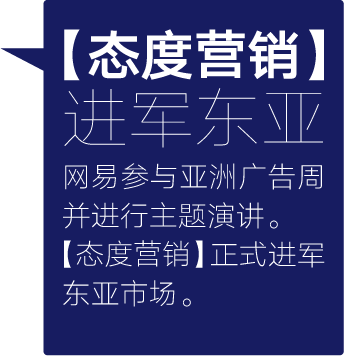 【态度营销】
进军东亚
网易参与亚洲广告周
并进行主题演讲。
【态度营销】正式进军
东亚市场。